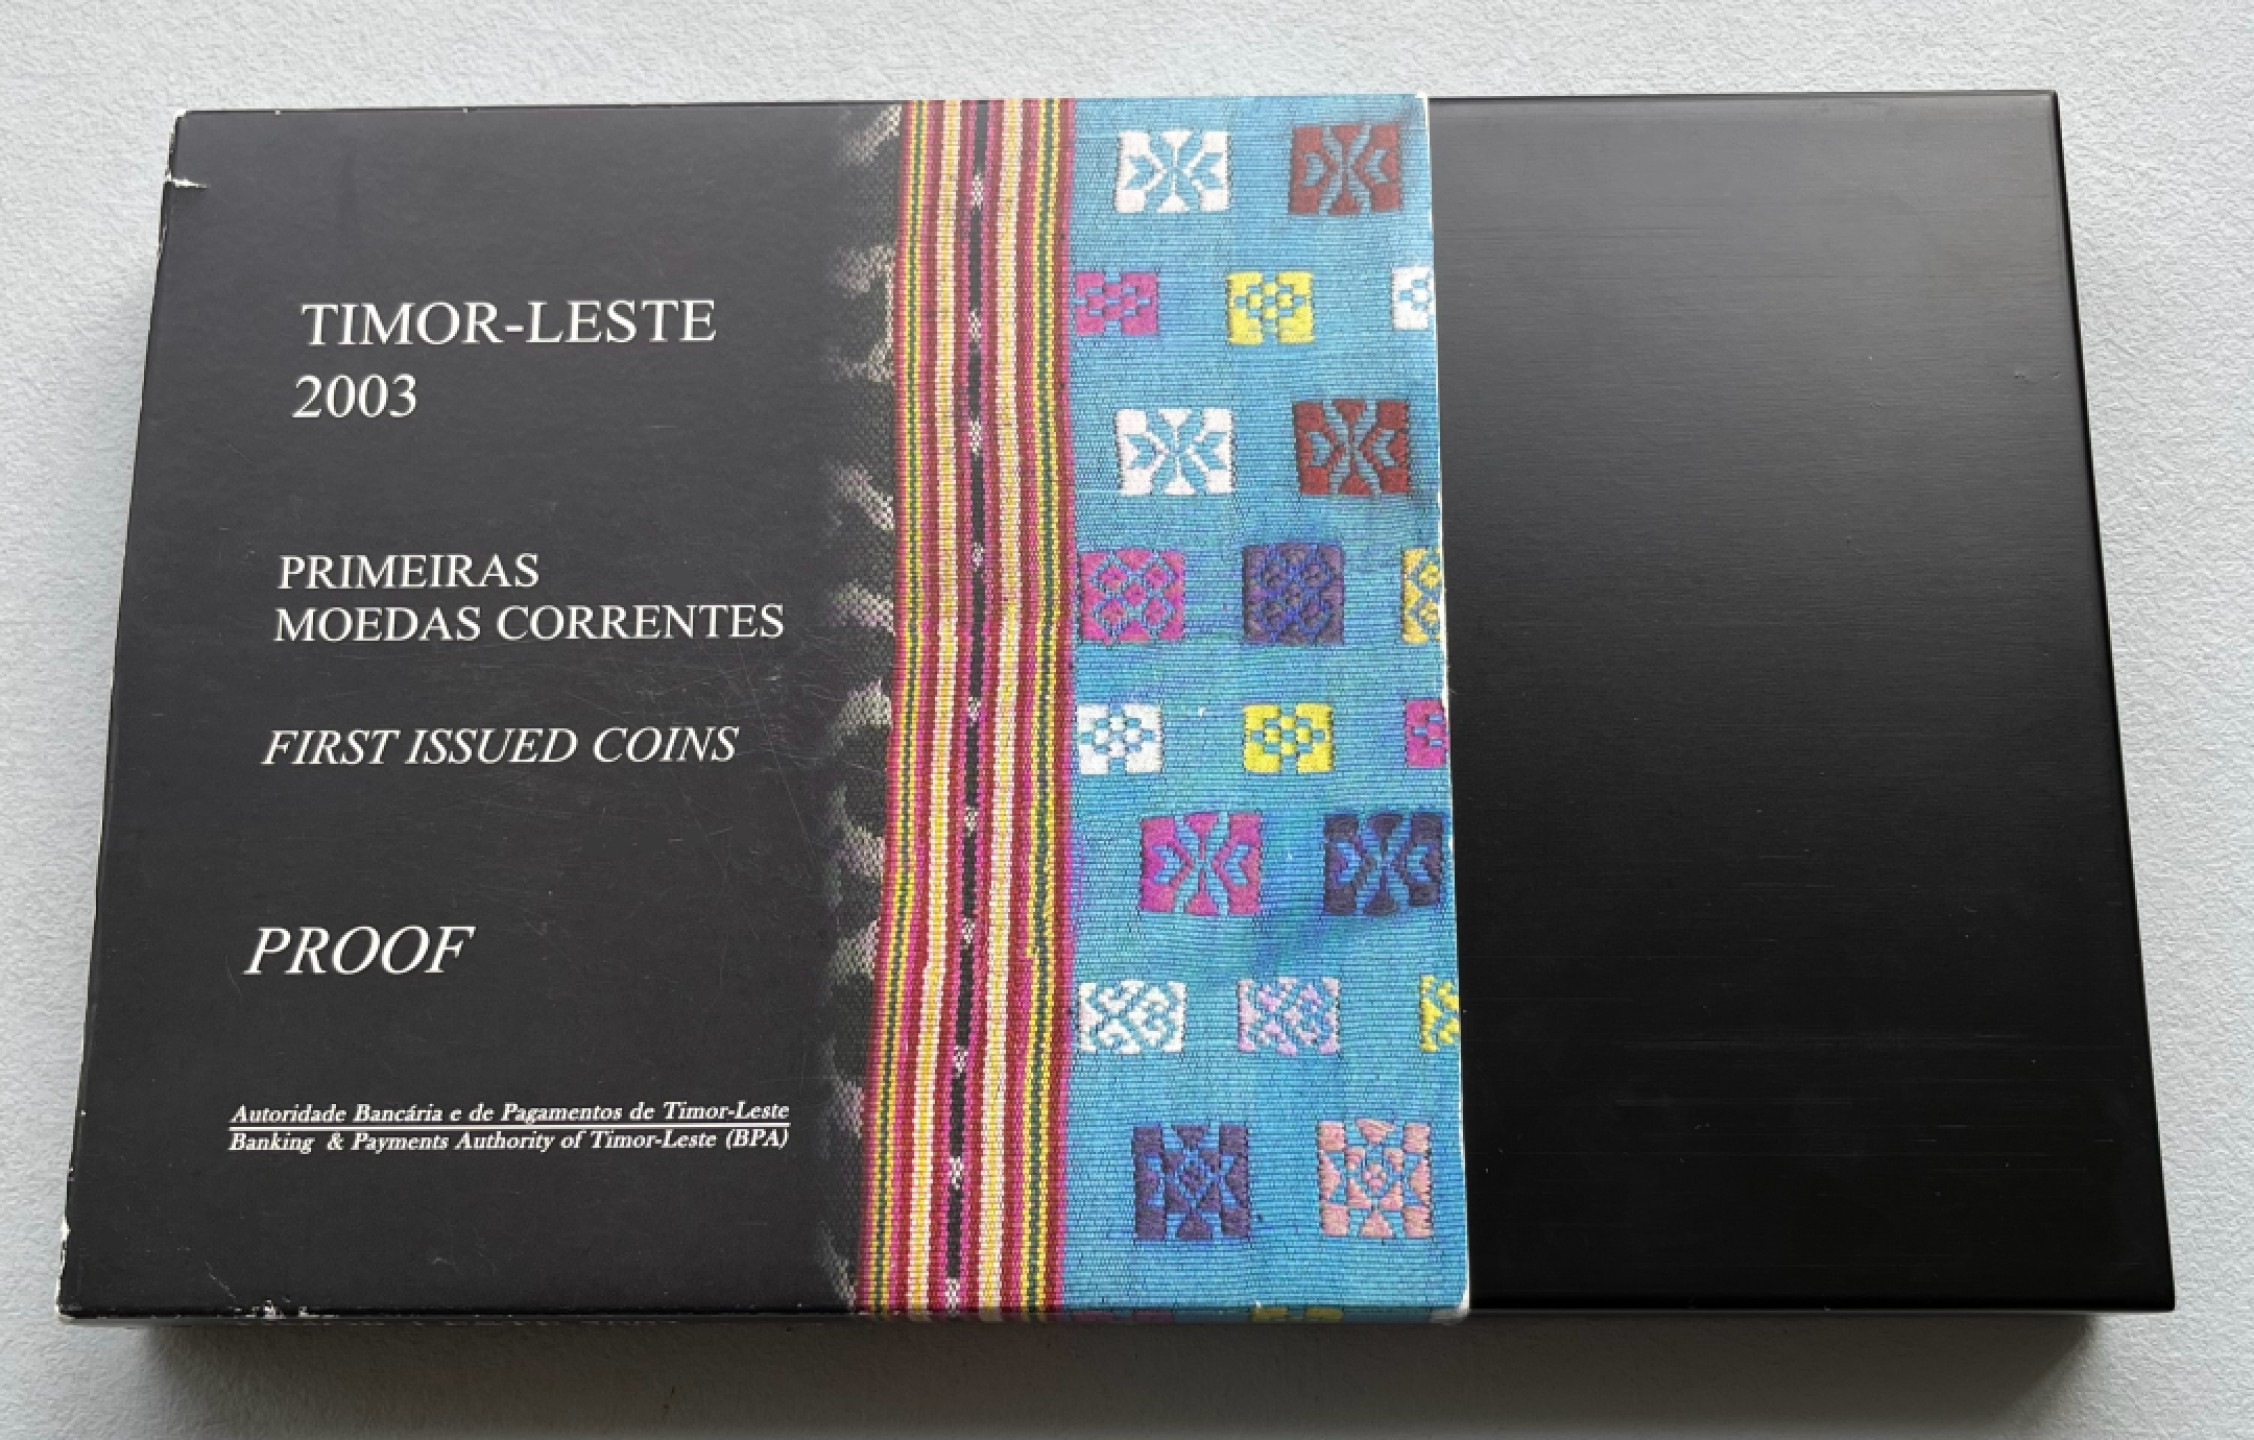 TIMOR-LESTE
2003
PRIMEIRAS
MOEDAS CORRENTES
FIRST ISSUED COINS
PROOF
Autoridade Bancária e de Pagamentos de Timor-Leste
Banking & Payments Authority of Timor-Leste (BPA)